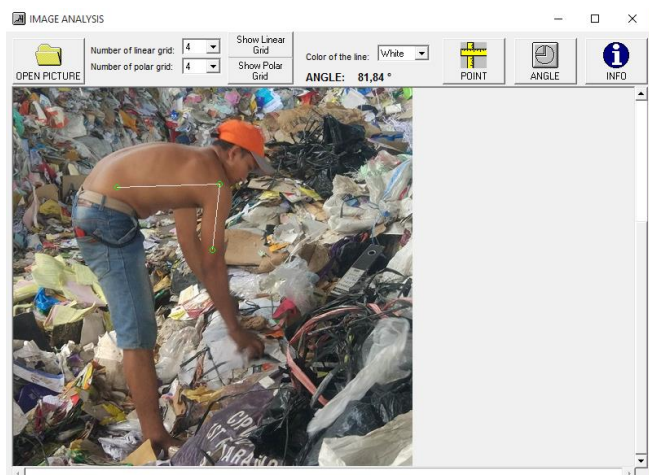 IMAGE ANALYSIS
OPEN PICTURE
Number of linear grid: 4
Number of polar grid: 4
Show Linear Grid
Show Polar Grid
Color of the line: White
ANGLE: 81,84 °
POINT
ANGLE
INFO